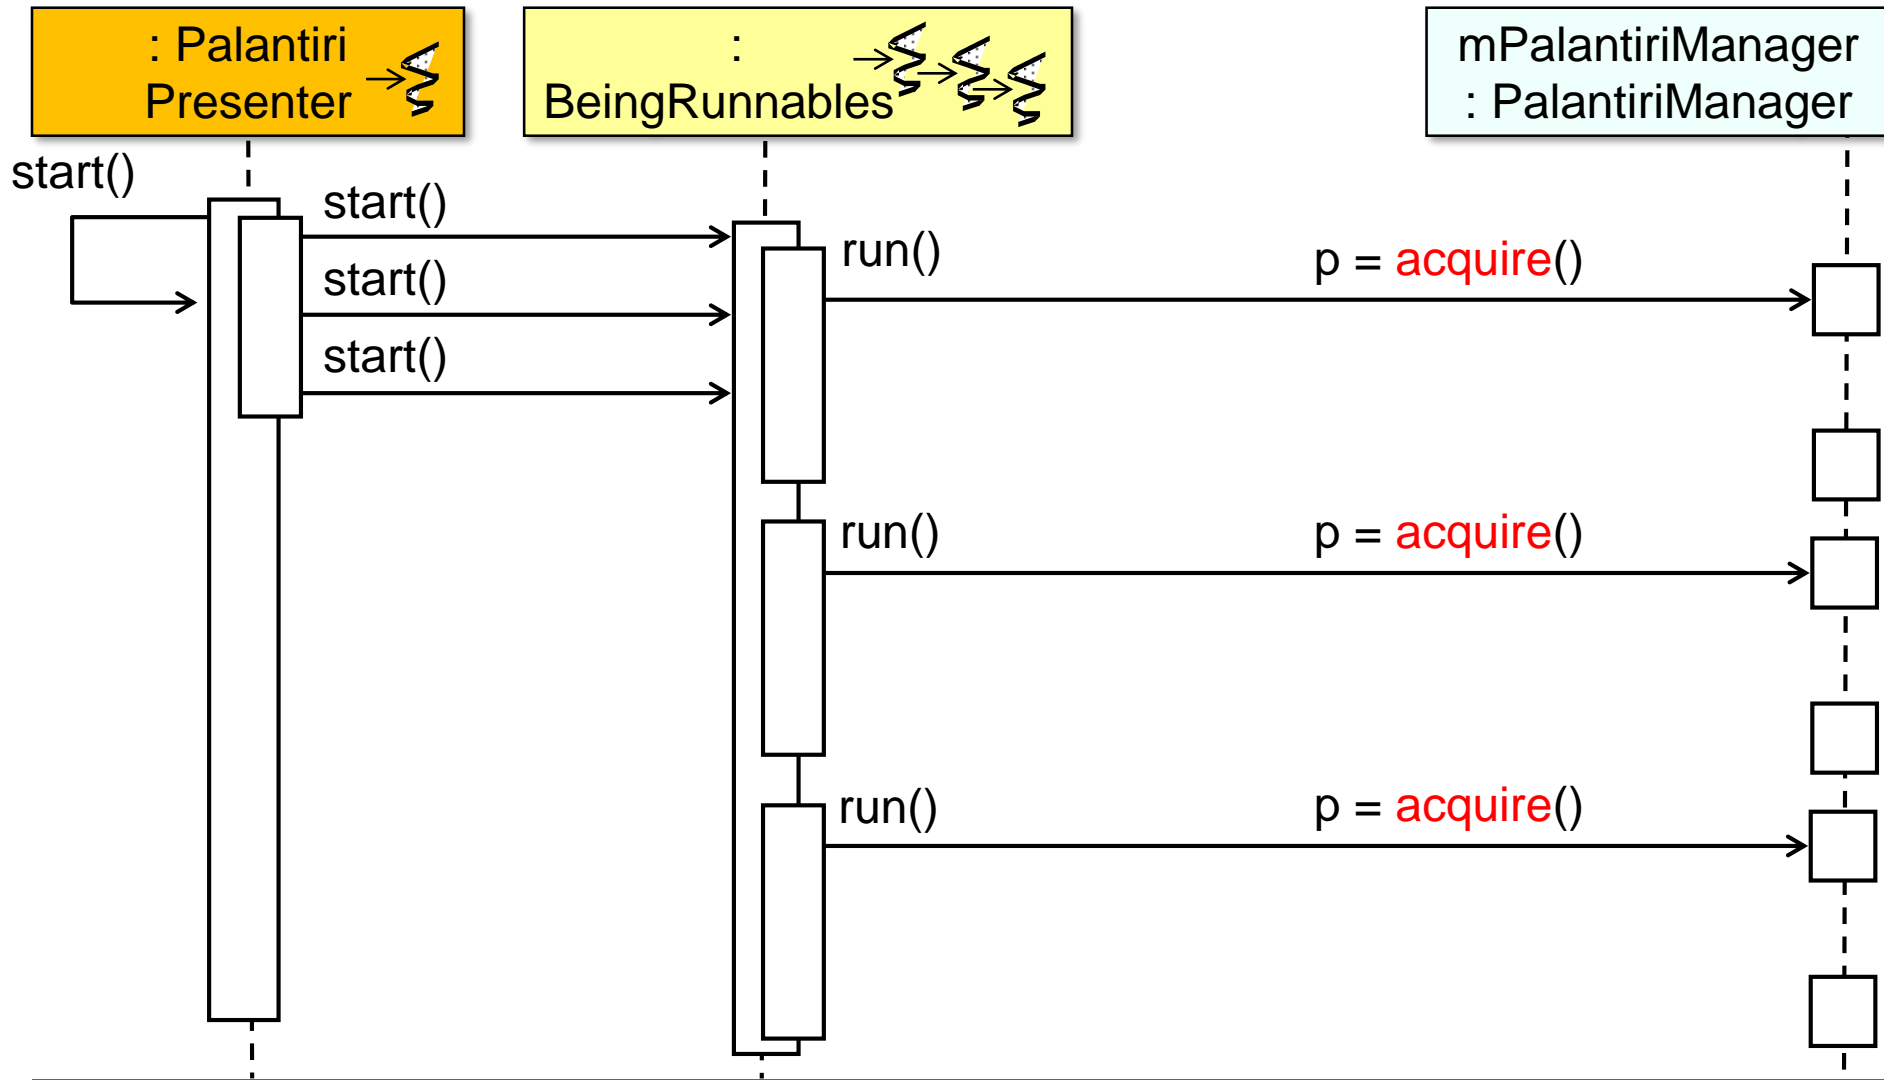 : Palantiri
Presenter
:
BeingRunnables
mPalantiriManager
: PalantiriManager
start()
start()
start()
start()
run()
p = acquire()
run()
p = acquire()
run()
p = acquire()